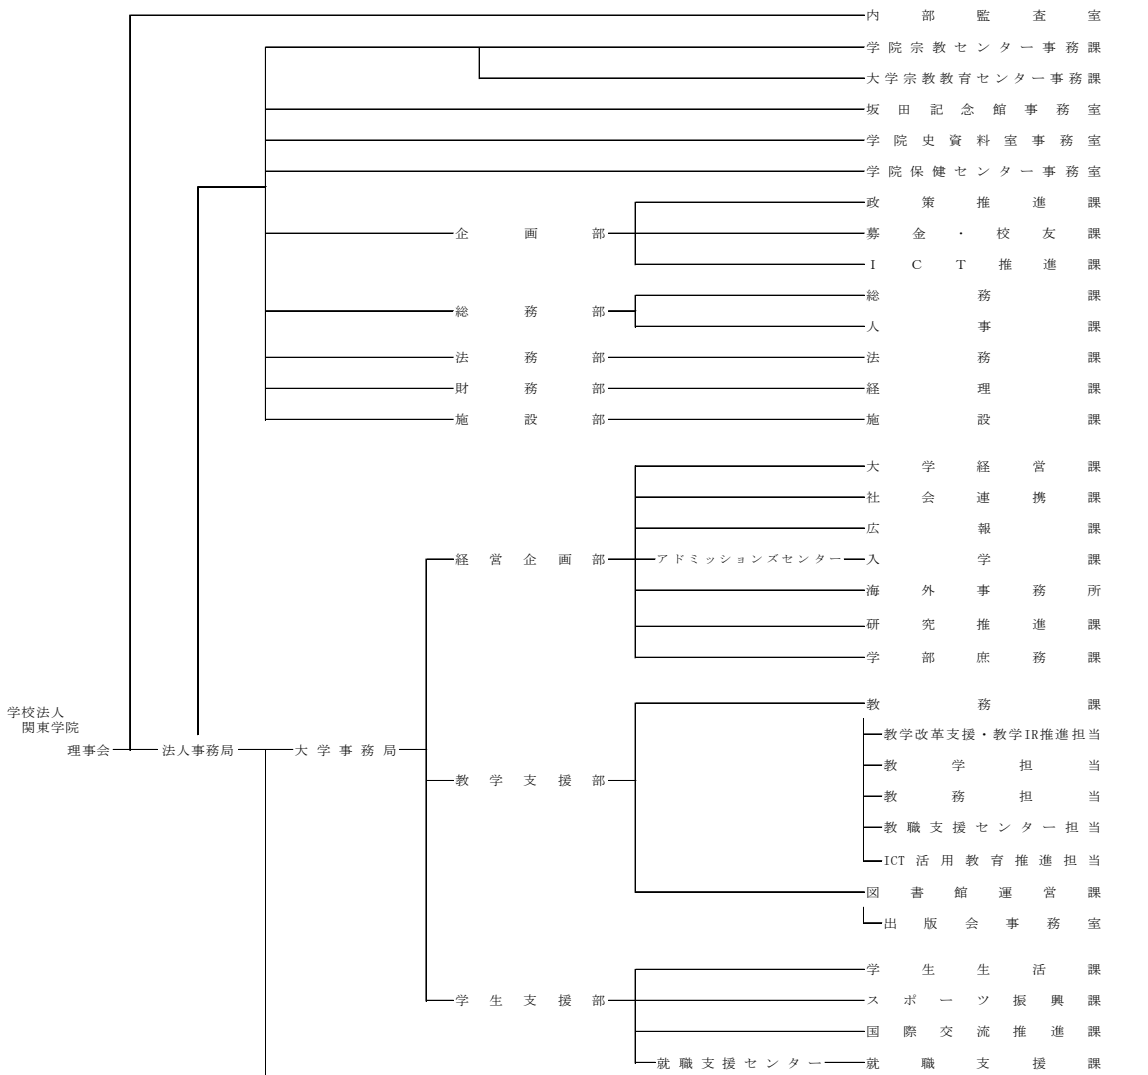 内部監査室
学院宗教センター事務課
大学宗教教育センター事務課
坂田記念館事務室
学院史資料室事務室
学院保健センター事務室
政策推進課
企画部 募金・校友課
ICT推進課
総務課
総務部
人事課
法務部 法務課
財務部 経理課
施設部 施設課
大学経営課
社会連携課
広報課
経営企画部 アドミッションズセンター 入学課
海外事務所
研究推進課
学部庶務課
教務課
学校法人
関東学院
教学改革支援・教学IR推進担当
理事会 法人事務局 大学事務局
教学担当
教学支援部
教務担当
教職支援センター担当
ICT活用教育推進担当
図書館運営課
出版会事務室
学生生活課
学生支援部 スポーツ振興課
国際交流推進課
就職支援センター 就職支援課